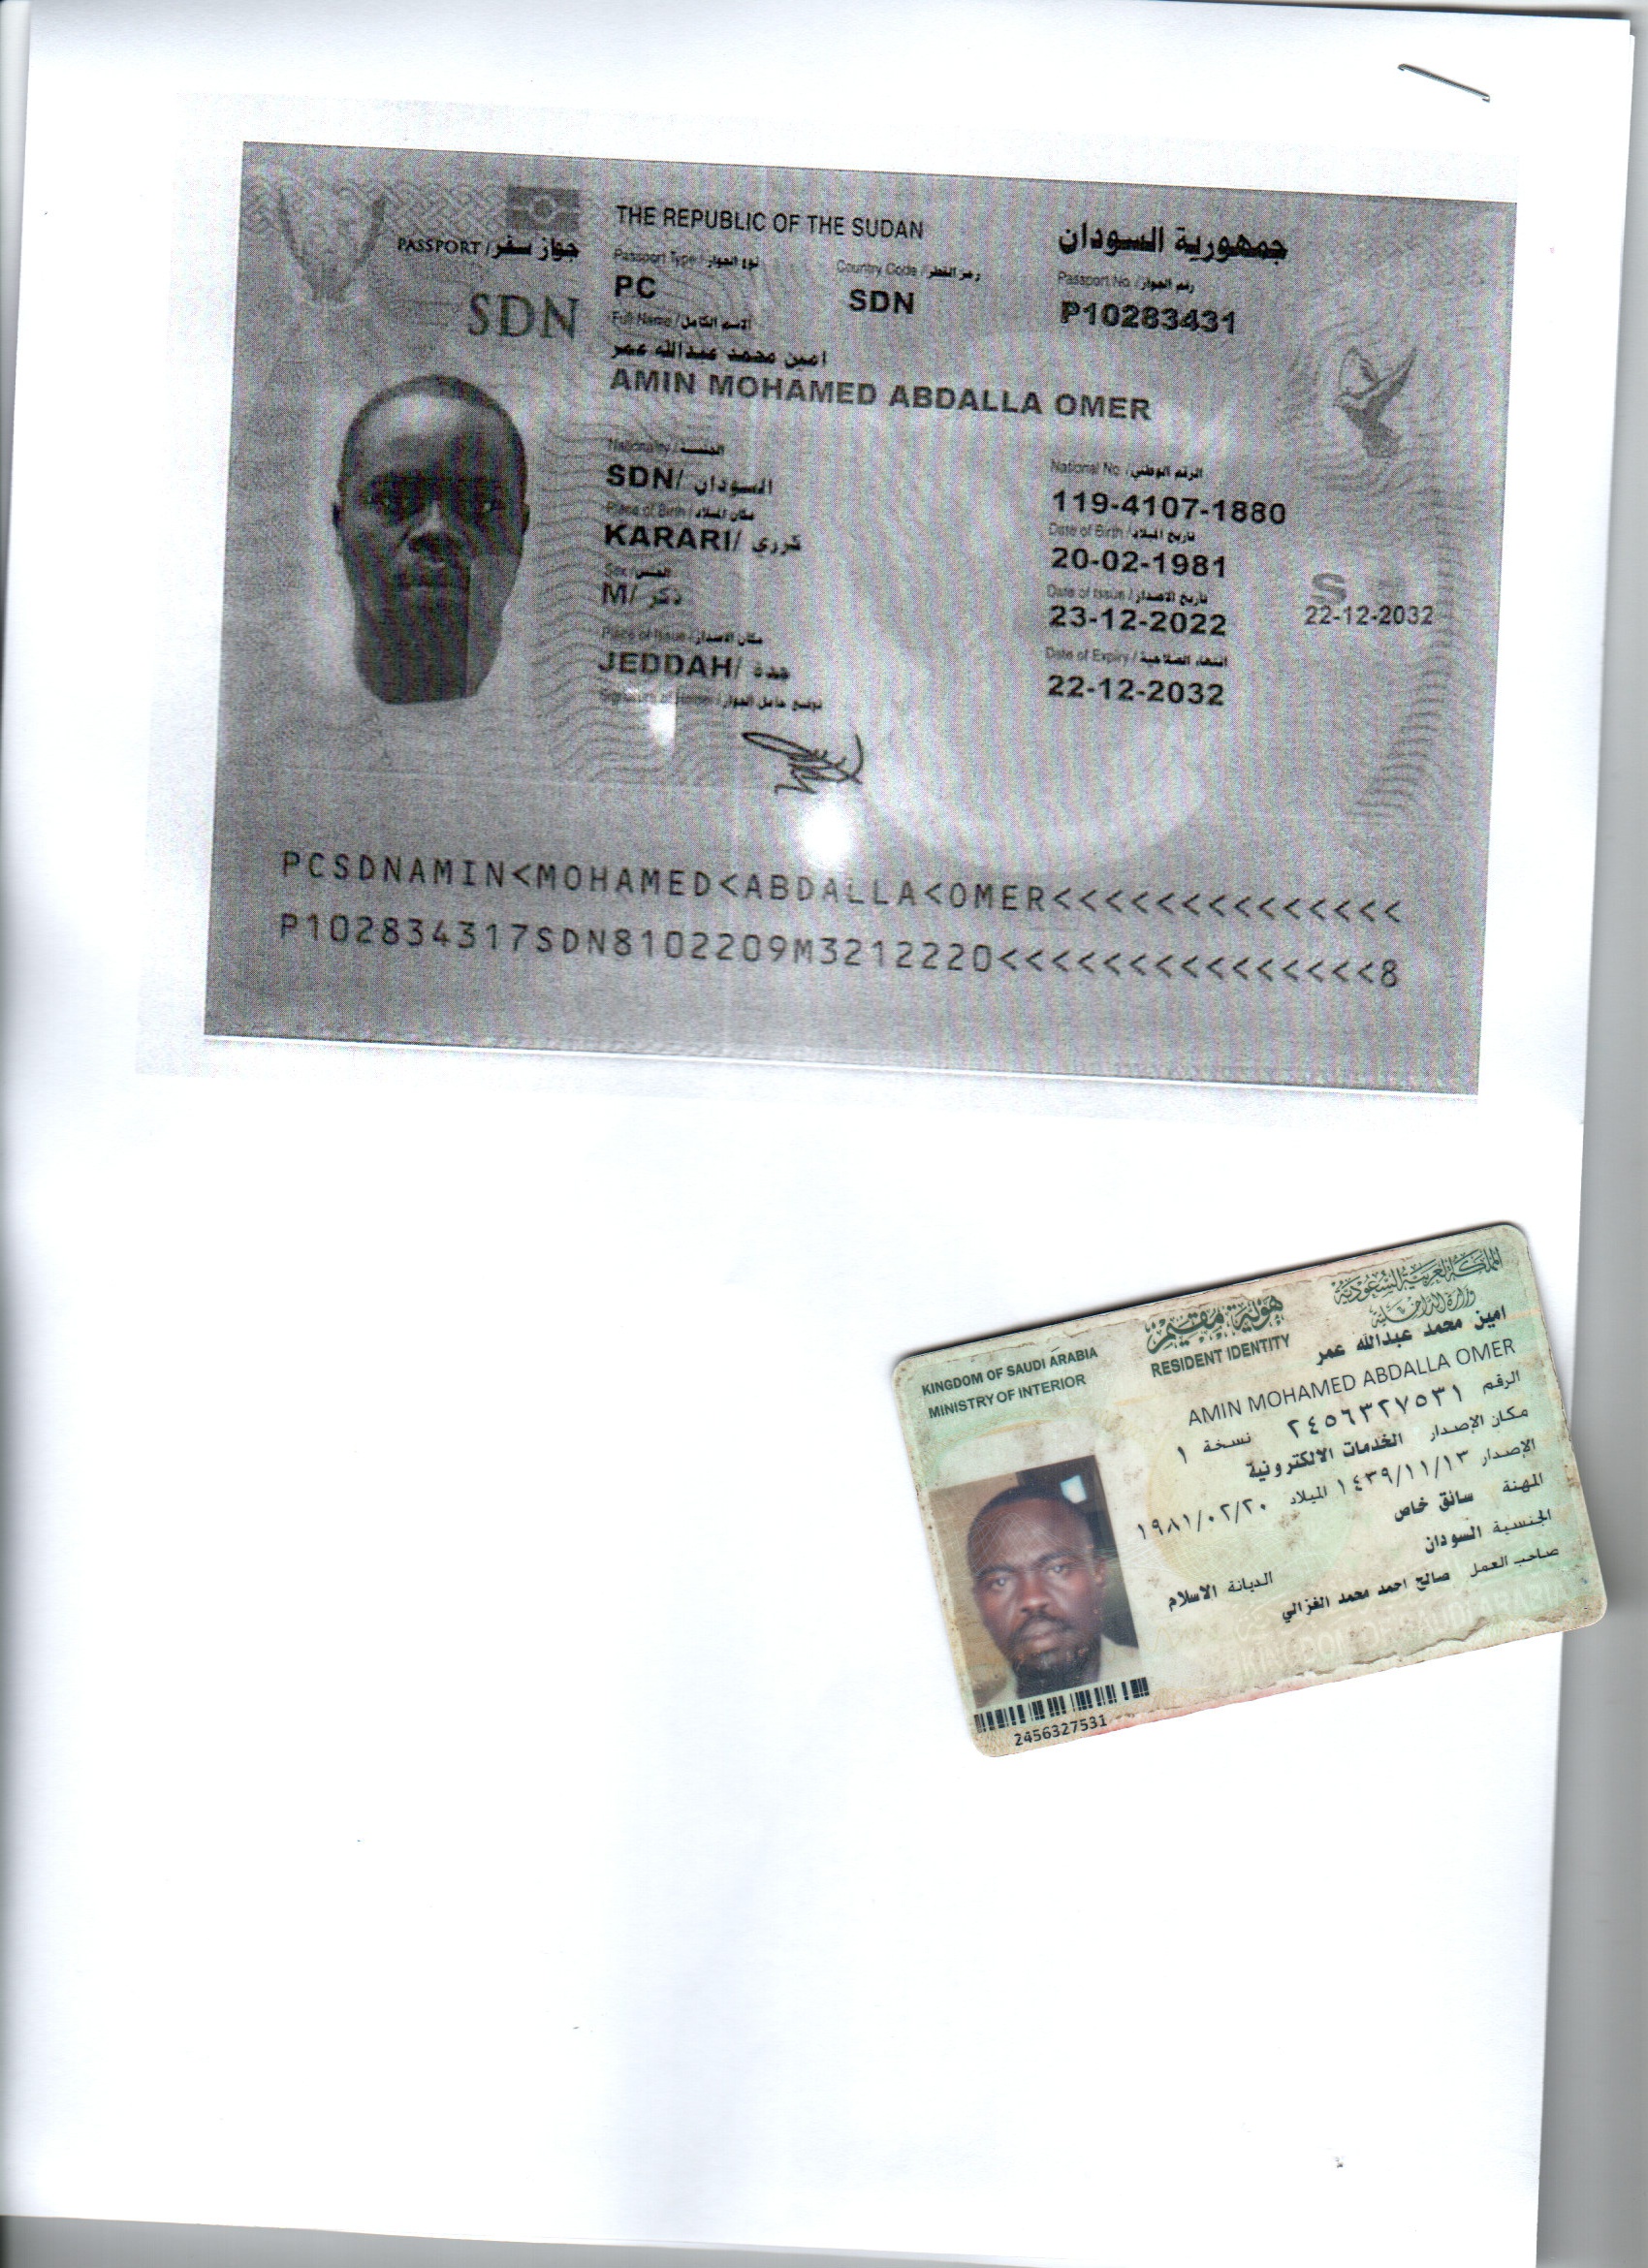 PASSPORT / جواز سفر
SDN
THE REPUBLIC OF THE SUDAN
جمهورية السودان
Passport Type / نوع الجواز
Country Code / رمز القطر
Passport No. / رقم الجواز
PC
SDN
P10283431
Full Name / الاسم الكامل
امين محمد عبدالله عمر
AMIN MOHAMED ABDALLA OMER
Nationality / الجنسية
National No. / الرقم الوطني
SDN/ السودان
119-4107-1880
Place of Birth / مكان الميلاد
Date of Birth / تاريخ الميلاد
KARARI/ كررى
20-02-1981
Sex / الجنس
Date of Issue / تاريخ الاصدار
M/ ذكر
23-12-2022
22-12-2032
Place of Issue / مكان الاصدار
Date of Expiry / انتهاء الصلاحية
JEDDAH/ جدة
22-12-2032
Signature of Holder / توقيع حامل الجواز
PCSDNAMIN<MOHAMED<ABDALLA<OMER<<<<<<<<<<<<<<
P102834317SDN8102209M3212220<<<<<<<<<<<<<<<8
المملكة العربية السعودية
وزارة الداخلية
هوية مقيم
KINGDOM OF SAUDI ARABIA
MINISTRY OF INTERIOR
RESIDENT IDENTITY
امين محمد عبدالله عمر
AMIN MOHAMED ABDALLA OMER
الرقم ٢٤٥٦٣٢٧٥٣١ نسخة ١
مكان الإصدار الخدمات الالكترونية
الإصدار ١٤٣٩/١١/١٣ الميلاد ١٩٨١/٠٢/٢٠
المهنة سائق خاص
الجنسية السودان
الديانة الاسلام
صاحب العمل صالح احمد محمد الغزالي
KINGDOM OF SAUDI ARABIA
2456327531